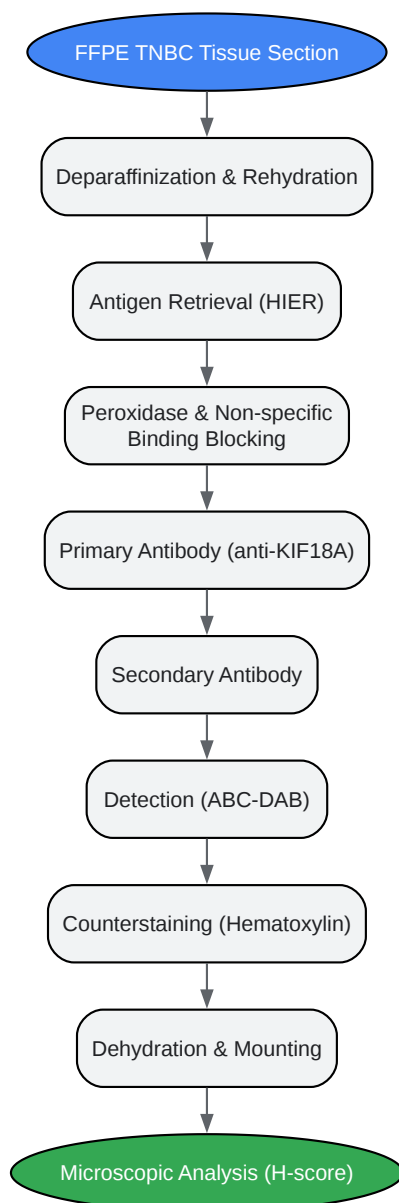 FFPE TNBC Tissue Section
Deparaffinization & Rehydration
Antigen Retrieval (HIER)
Peroxidase & Non-specific
Binding Blocking
Primary Antibody (anti-KIF18A)
Secondary Antibody
Detection (ABC-DAB)
Counterstaining (Hematoxylin)
Dehydration & Mounting
Microscopic Analysis (H-score)